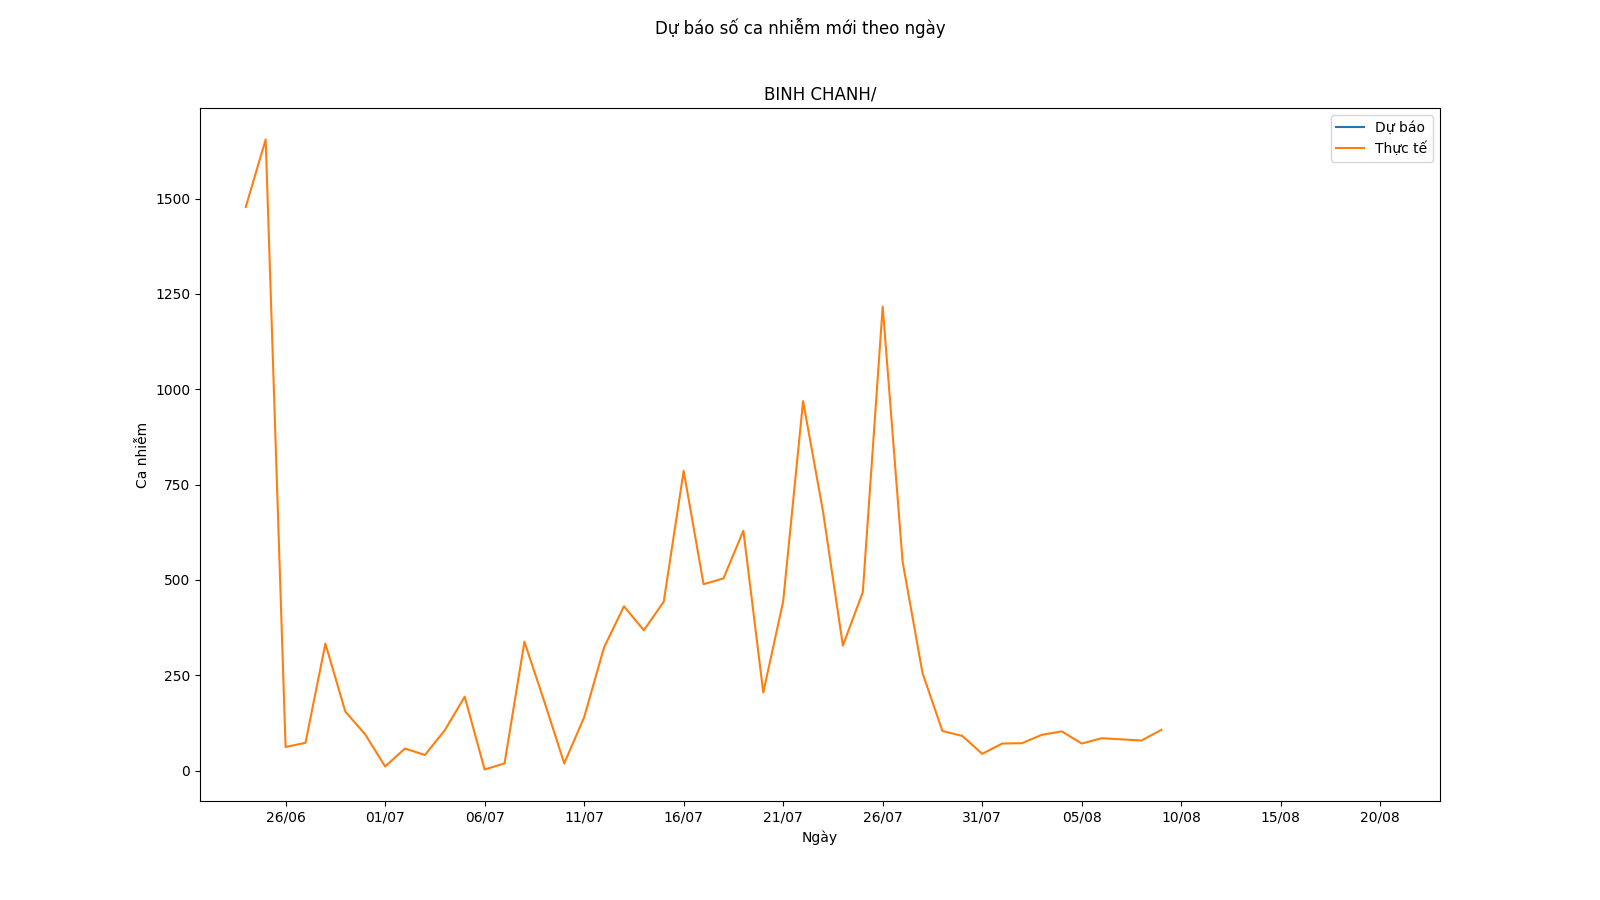 Dự báo số ca nhiễm mới theo ngày
BINH CHANH/
Dự báo
Thực tế
1500
1250
1000
750
500
250
0
Ca nhiễm
26/06 01/07 06/07 11/07 16/07 21/07 26/07 31/07 05/08 10/08 15/08 20/08
Ngày